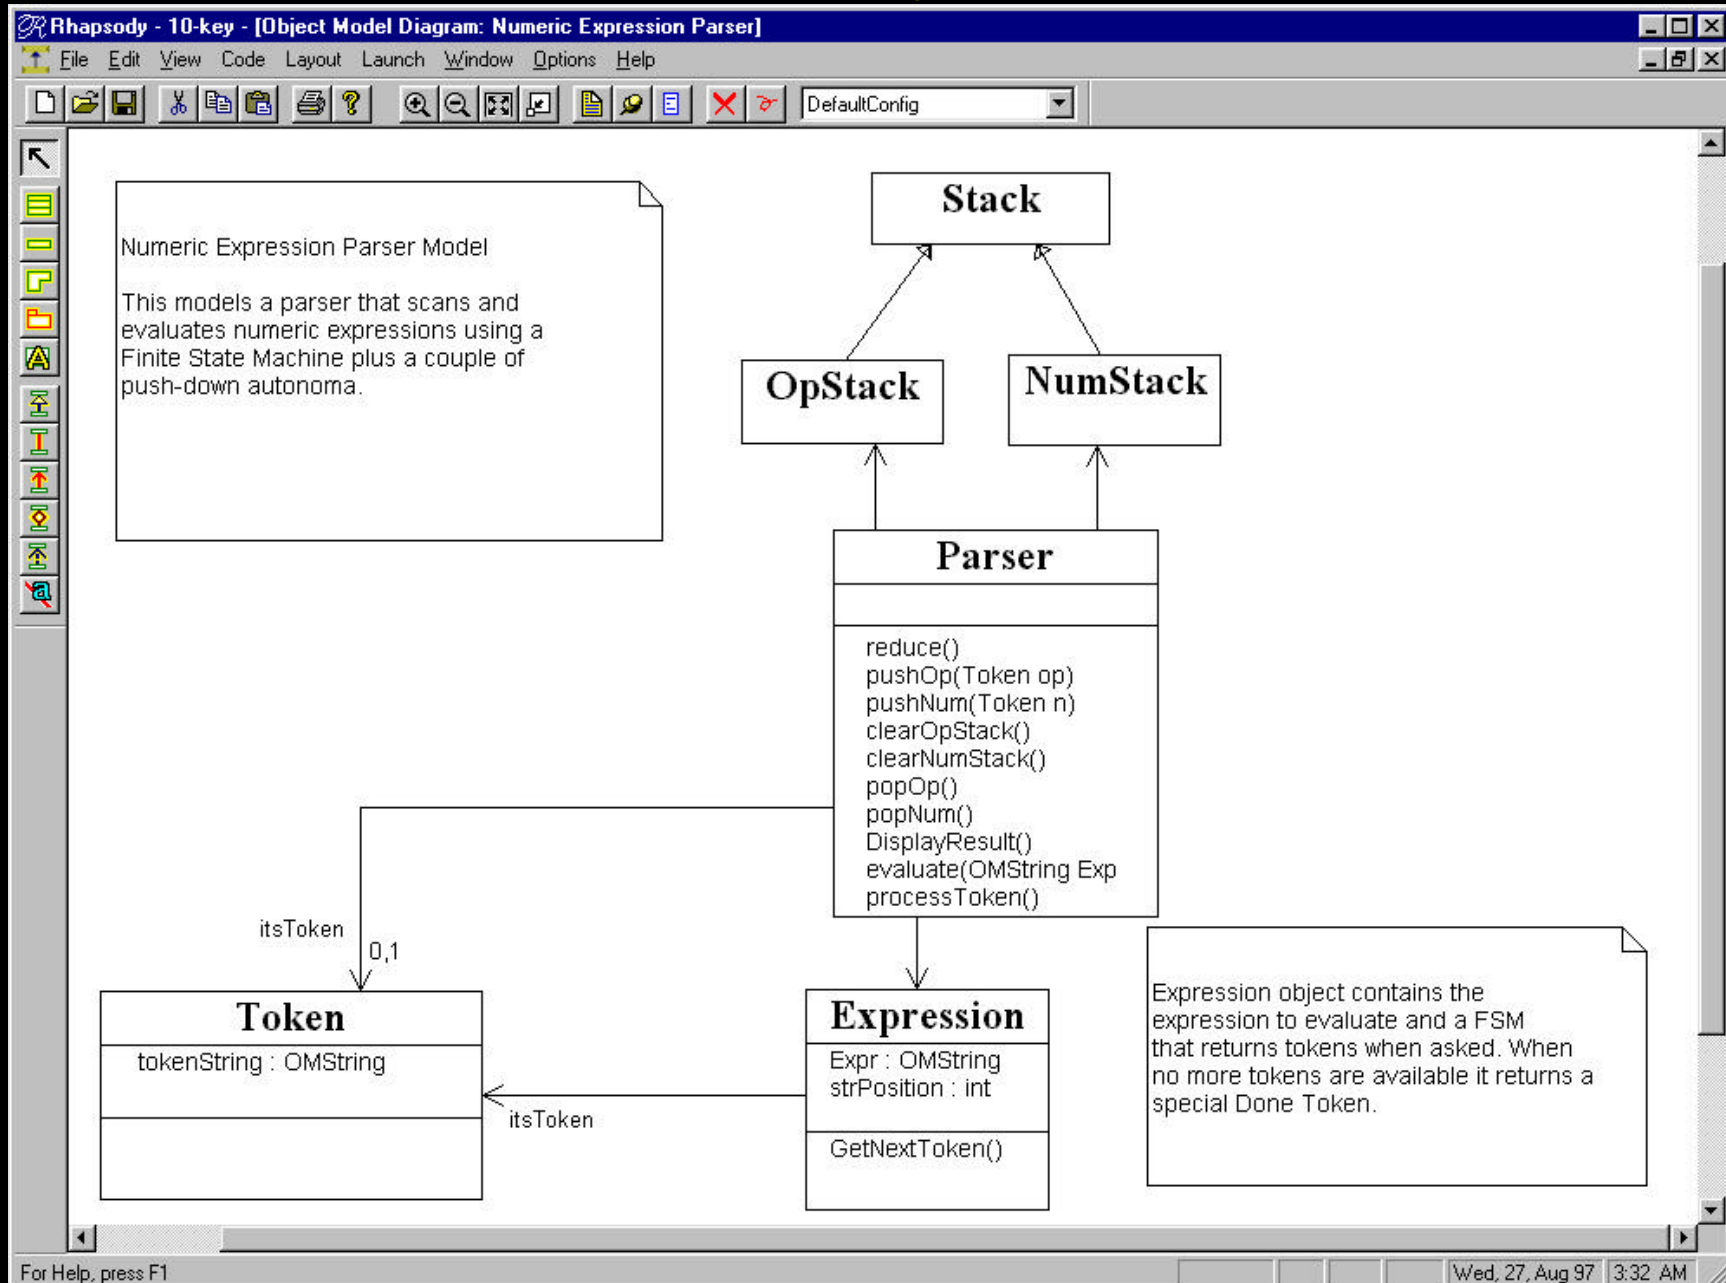 Rhapsody - 10-key - [Object Model Diagram: Numeric Expression Parser]
File Edit View Code Layout Launch Window Options Help
DefaultConfig
Numeric Expression Parser Model
This models a parser that scans and
evaluates numeric expressions using a
Finite State Machine plus a couple of
push-down autonoma.
Stack
OpStack
NumStack
Parser
reduce()
pushOp(Token op)
pushNum(Token n)
clearOpStack()
clearNumStack()
popOp()
popNum()
DisplayResult()
evaluate(OMString Exp
processToken()
itsToken
0,1
Token
tokenString : OMString
itsToken
Expression
Expr : OMString
strPosition : int
GetNextToken()
Expression object contains the
expression to evaluate and a FSM
that returns tokens when asked. When
no more tokens are available it returns a
special Done Token.
For Help, press F1
Wed, 27, Aug 97
3:32 AM